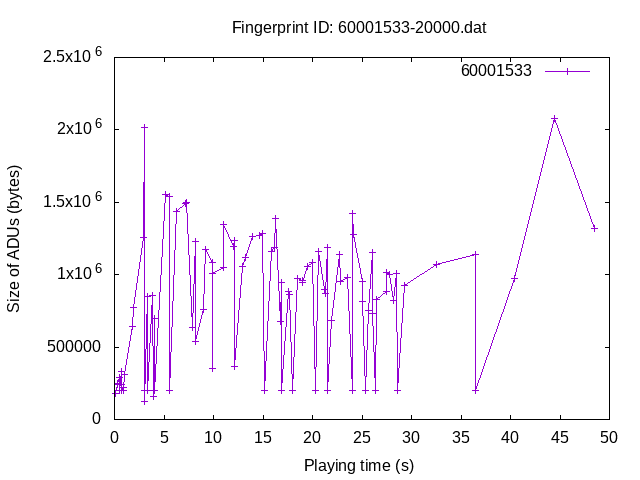 Fingerprint ID: 60001533-20000.dat
60001533
2.5x10^6
2x10^6
1.5x10^6
1x10^6
500000
0
Size of ADUs (bytes)
0 5 10 15 20 25 30 35 40 45 50
Playing time (s)